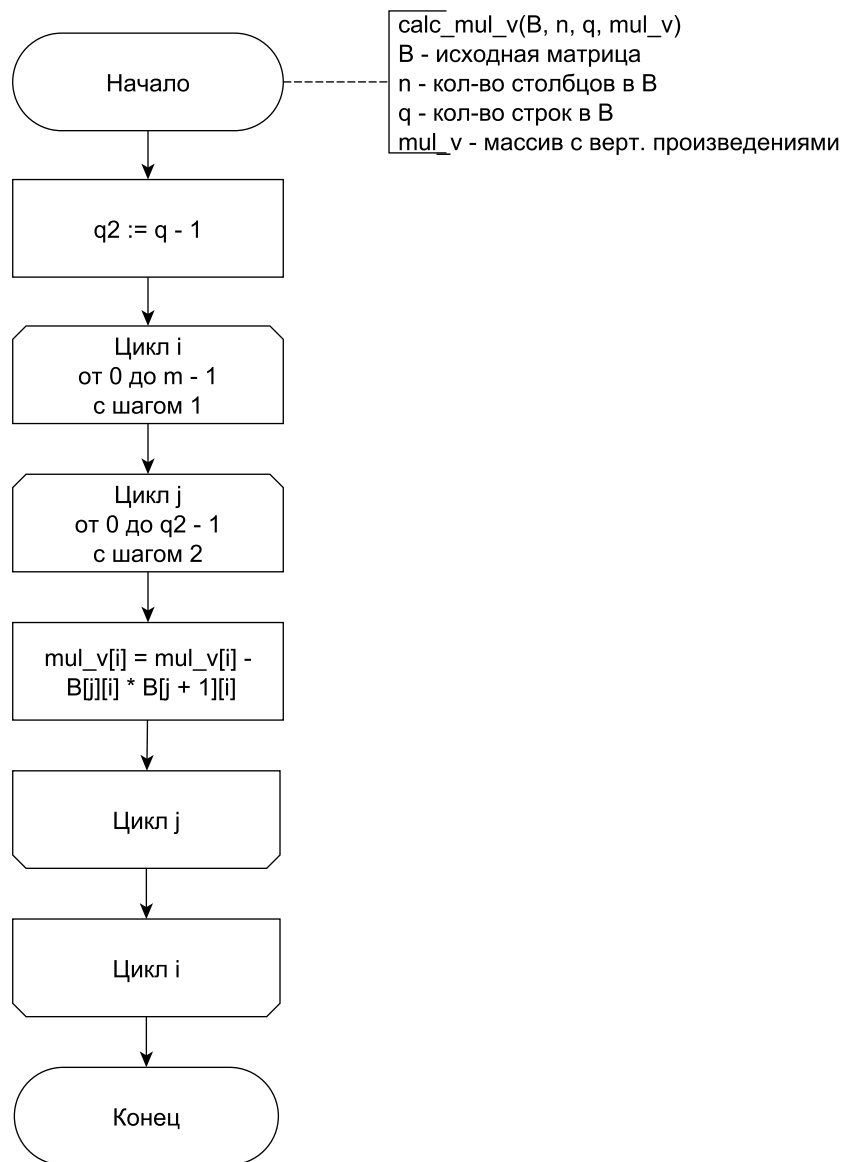 Начало
calc_mul_v(B, n, q, mul_v)
B - исходная матрица
n - кол-во столбцов в B
q - кол-во строк в B
mul_v - массив с верт. произведениями
q2 := q - 1
Цикл i
от 0 до m - 1
с шагом 1
Цикл j
от 0 до q2 - 1
с шагом 2
mul_v[i] = mul_v[i] -
B[j][i] * B[j + 1][i]
Цикл j
Цикл i
Конец